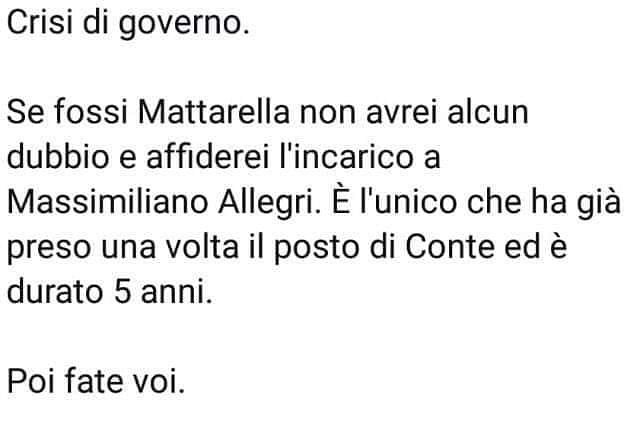 Crisi di governo.
Se fossi Mattarella non avrei alcun
dubbio e affiderei l'incarico a
Massimiliano Allegri. È l'unico che ha già
preso una volta il posto di Conte ed è
durato 5 anni.
Poi fate voi.